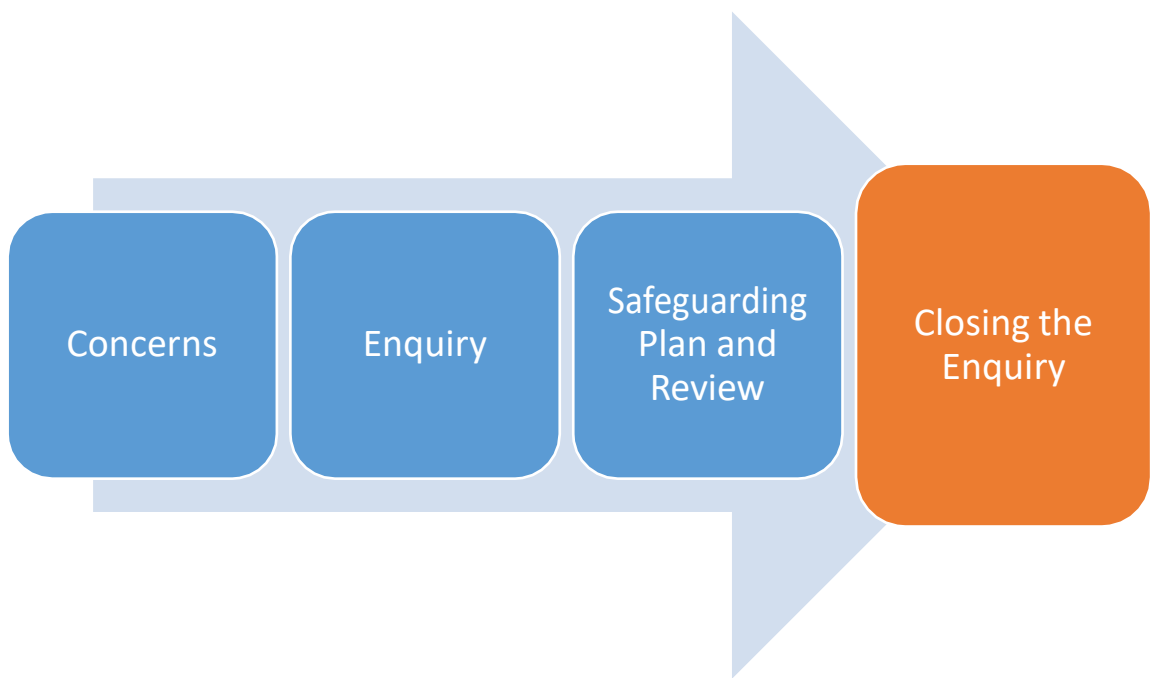 Concerns
Enquiry
Safeguarding
Plan and
Review
Closing the
Enquiry